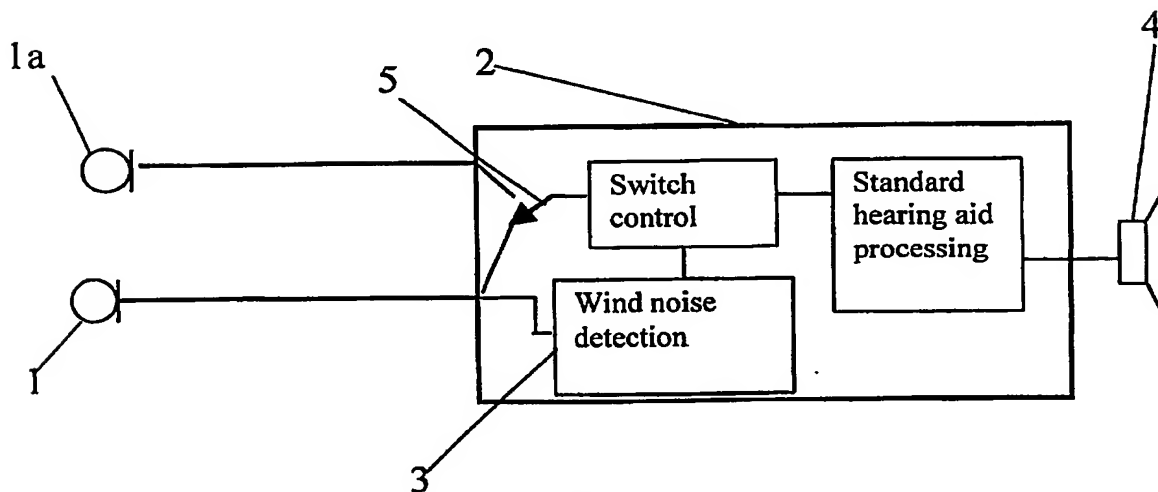 4
1a
2
5
Switch
control
Standard
hearing aid
processing
Wind noise
detection
1
3